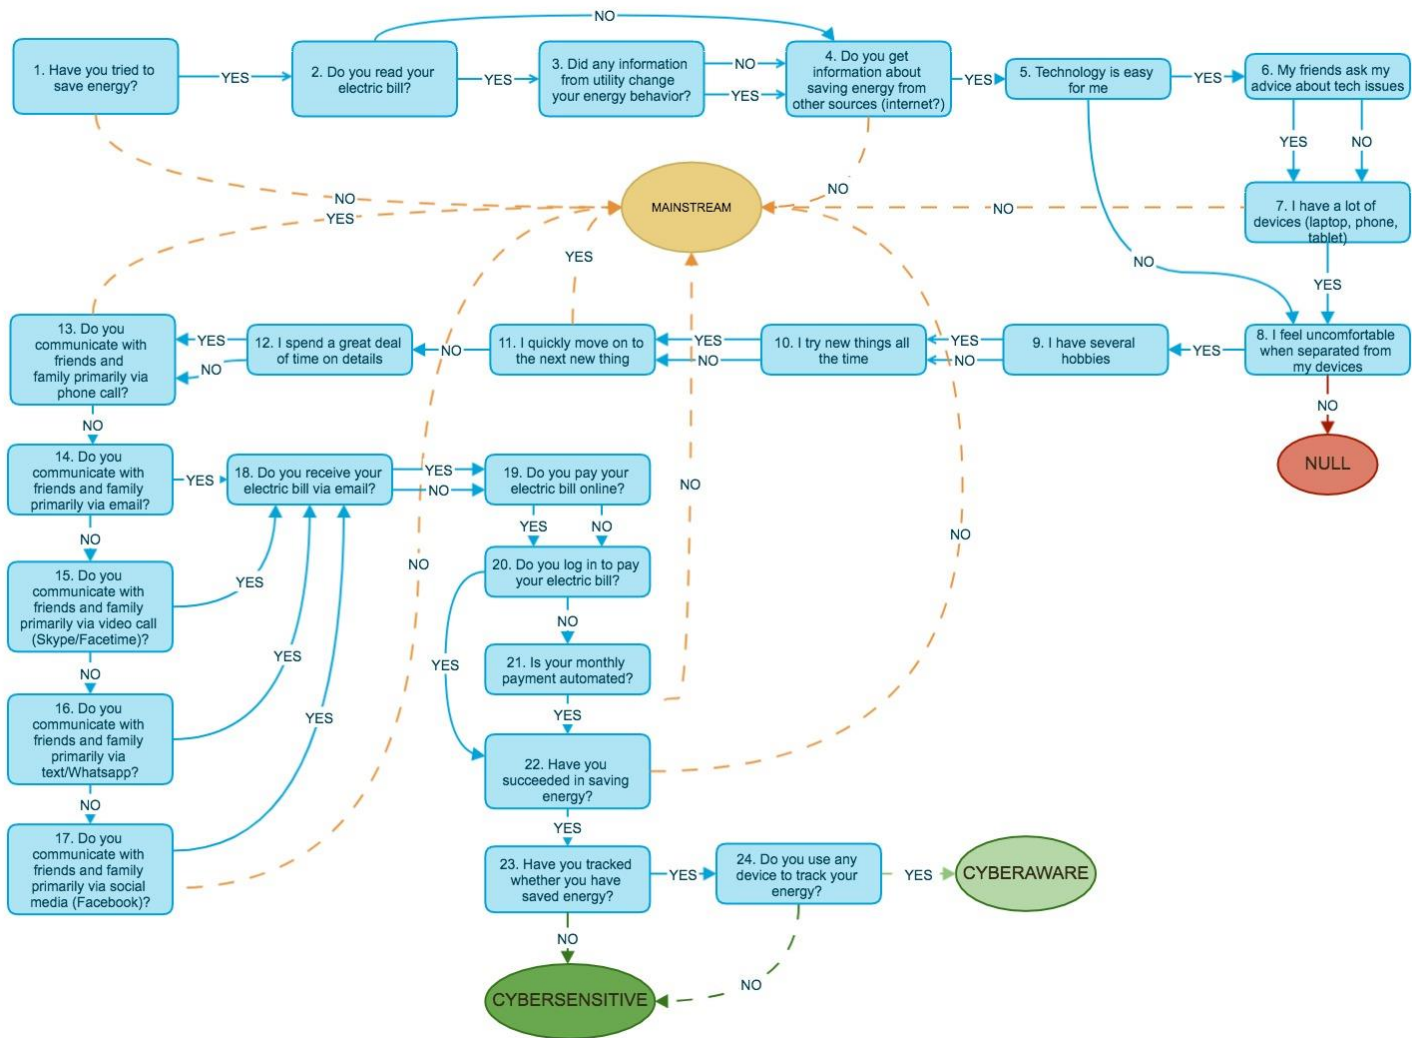 NO
1. Have you tried to
save energy?
YES
2. Do you read your
electric bill?
YES
3. Did any information
from utility change
your energy behavior?
NO
YES
4. Do you get
information about
saving energy from
other sources (internet?)
YES
5. Technology is easy
for me
YES
6. My friends ask my
advice about tech issues
YES
NO
NO
YES
MAINSTREAM
NO
NO
7. I have a lot of
devices (laptop, phone,
tablet)
YES
NO
YES
13. Do you
communicate with
friends and
family primarily via
phone call?
YES
NO
12. I spend a great deal
of time on details
NO
11. I quickly move on to
the next new thing
YES
NO
10. I try new things all
the time
YES
NO
9. I have several
hobbies
YES
8. I feel uncomfortable
when separated from
my devices
NO
NULL
NO
14. Do you
communicate with
friends and family
primarily via email?
YES
18. Do you receive your
electric bill via email?
YES
NO
19. Do you pay your
electric bill online?
NO
YES
NO
NO
NO
15. Do you
communicate with
friends and family
primarily via video call
(Skype/Facetime)?
YES
NO
20. Do you log in to pay
your electric bill?
NO
YES
NO
YES
21. Is your monthly
payment automated?
YES
16. Do you
communicate with
friends and family
primarily via
text/Whatsapp?
YES
22. Have you
succeeded in saving
energy?
NO
YES
17. Do you
communicate with
friends and family
primarily via social
media (Facebook)?
23. Have you tracked
whether you have
saved energy?
YES
24. Do you use any
device to track your
energy?
YES
CYBERAWARE
NO
NO
CYBERSENSITIVE